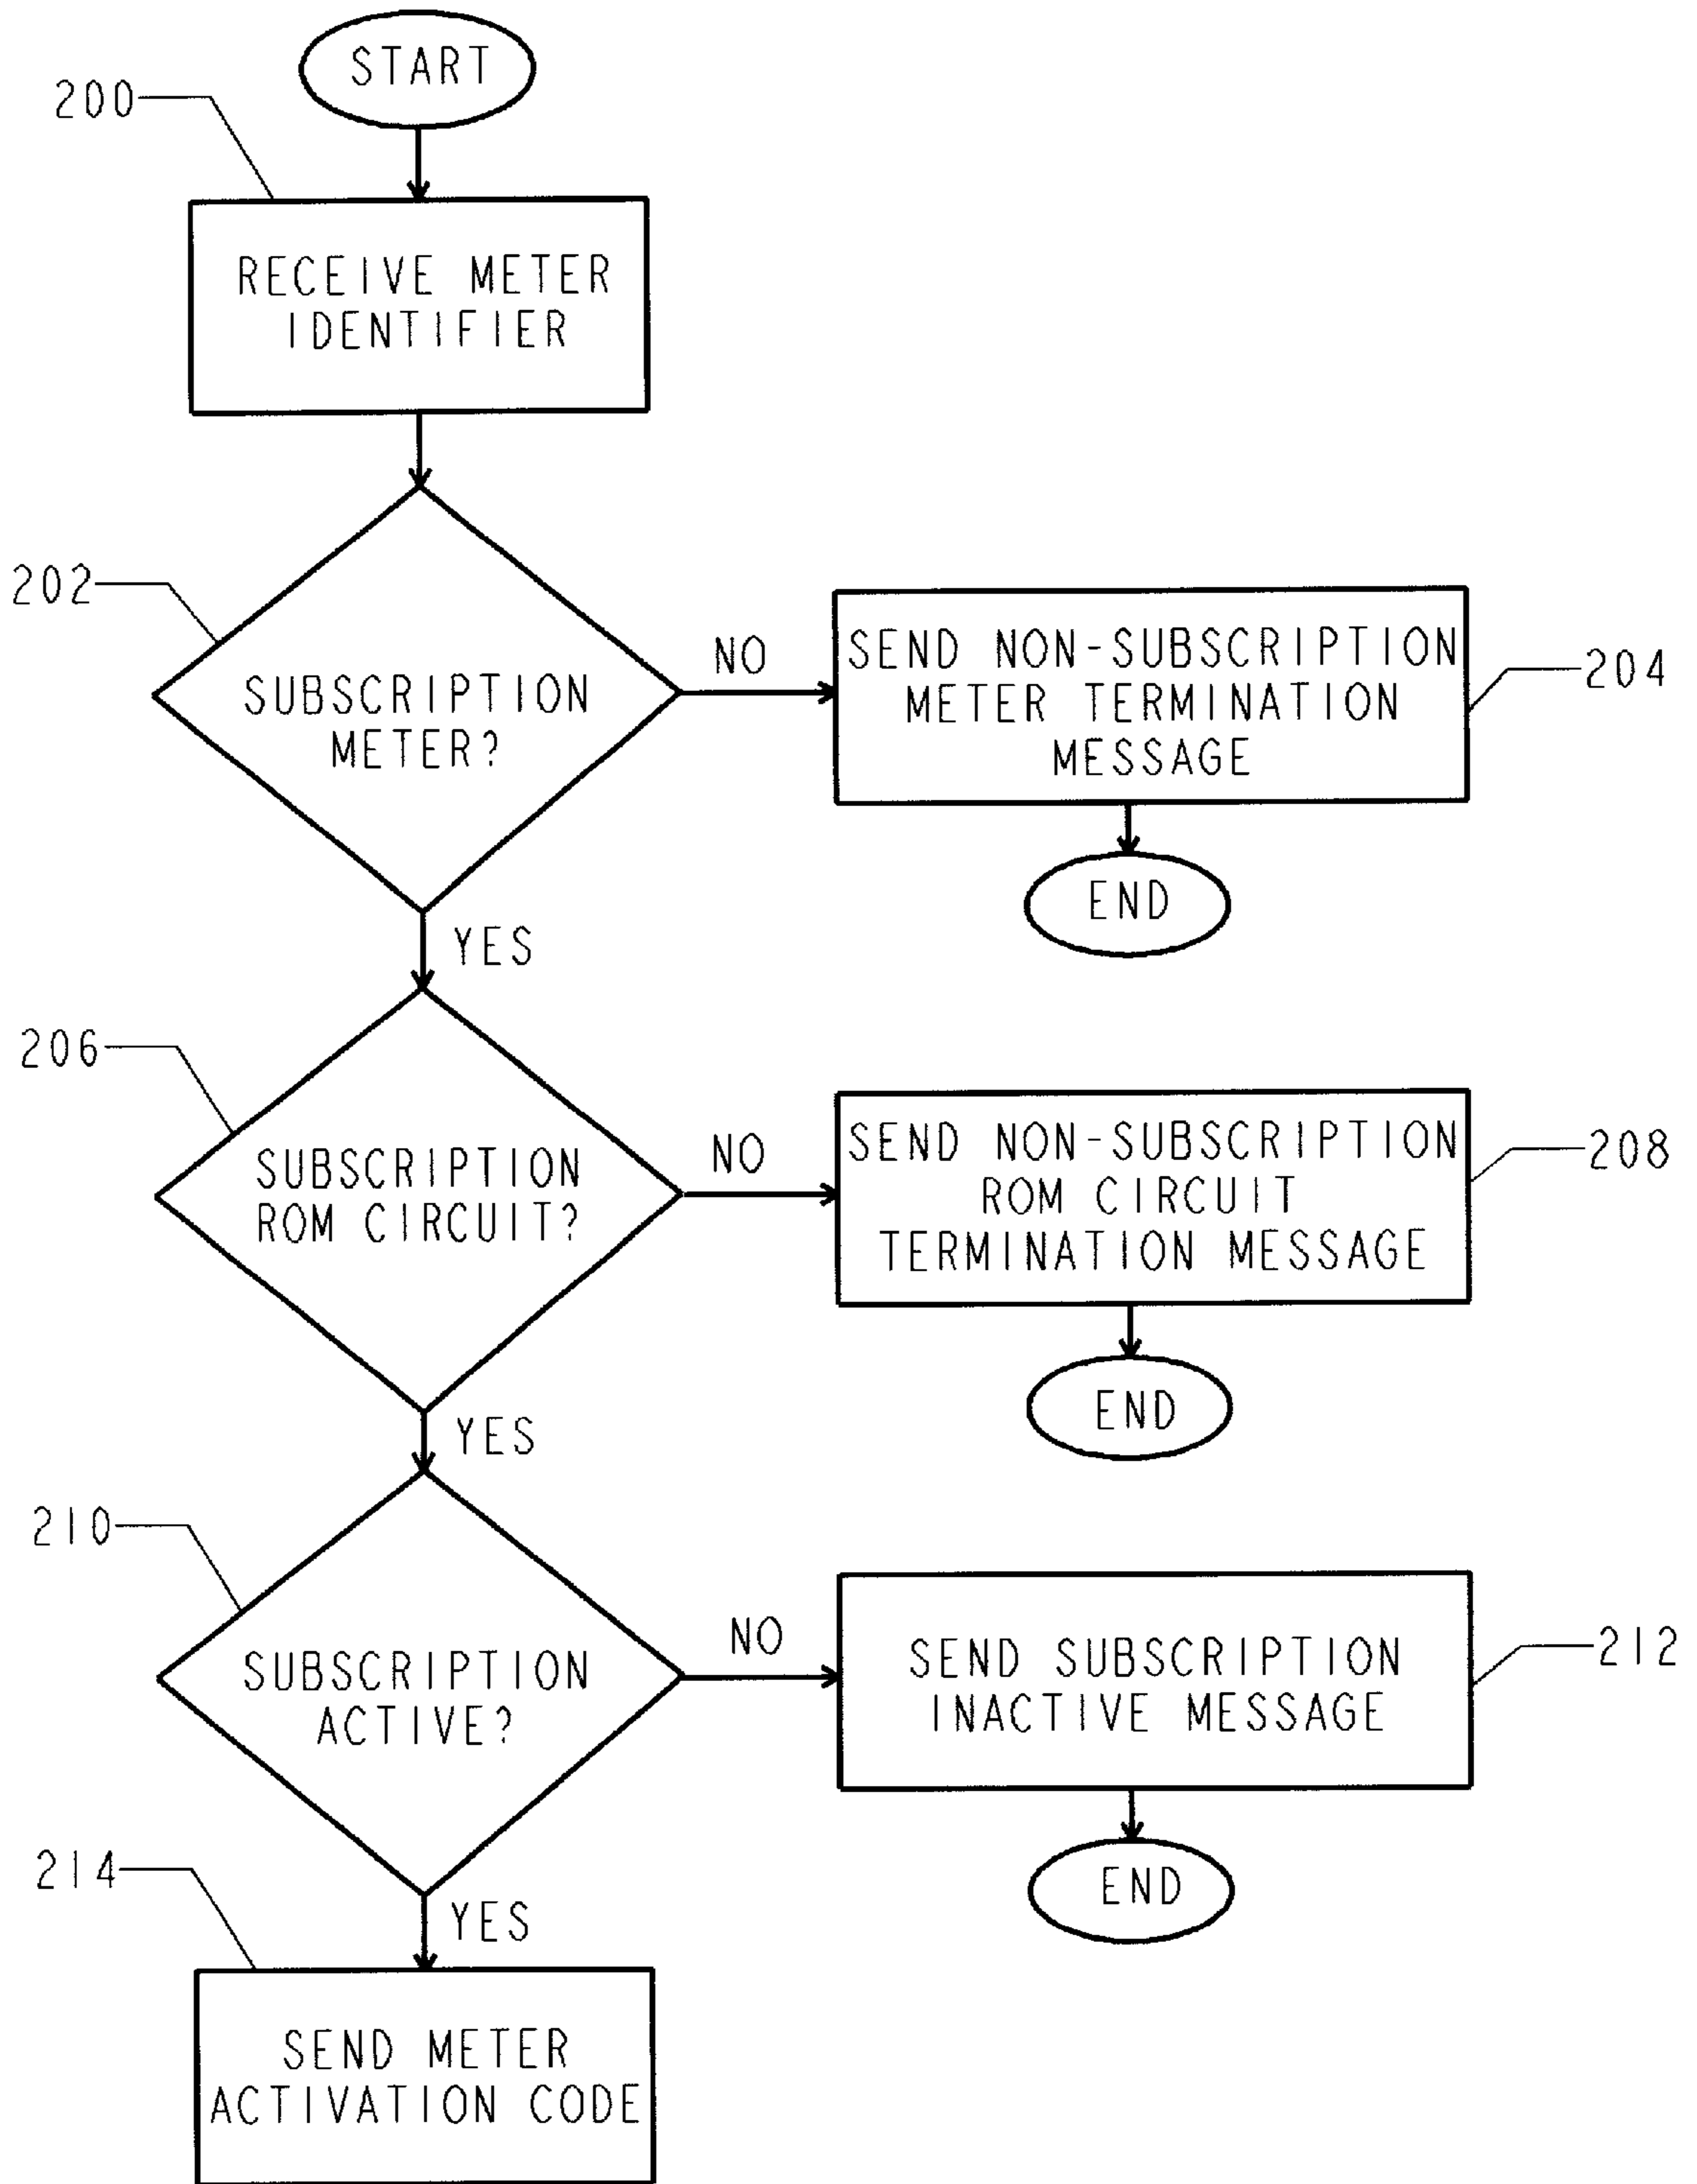 START
200
RECEIVE METER
IDENTIFIER
202
SUBSCRIPTION
METER?
NO
SEND NON-SUBSCRIPTION
METER TERMINATION
MESSAGE
204
END
YES
206
SUBSCRIPTION
ROM CIRCUIT?
NO
SEND NON-SUBSCRIPTION
ROM CIRCUIT
TERMINATION MESSAGE
208
END
YES
210
SUBSCRIPTION
ACTIVE?
NO
SEND SUBSCRIPTION
INACTIVE MESSAGE
212
END
YES
214
SEND METER
ACTIVATION CODE